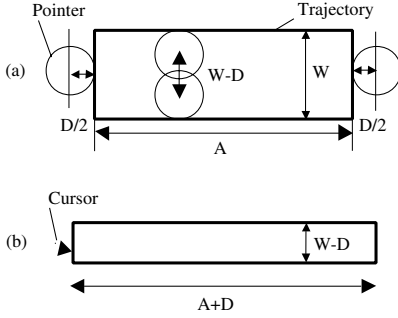 Pointer
Trajectory
(a)
W-D
W
D/2
D/2
A
Cursor
(b)
W-D
A+D